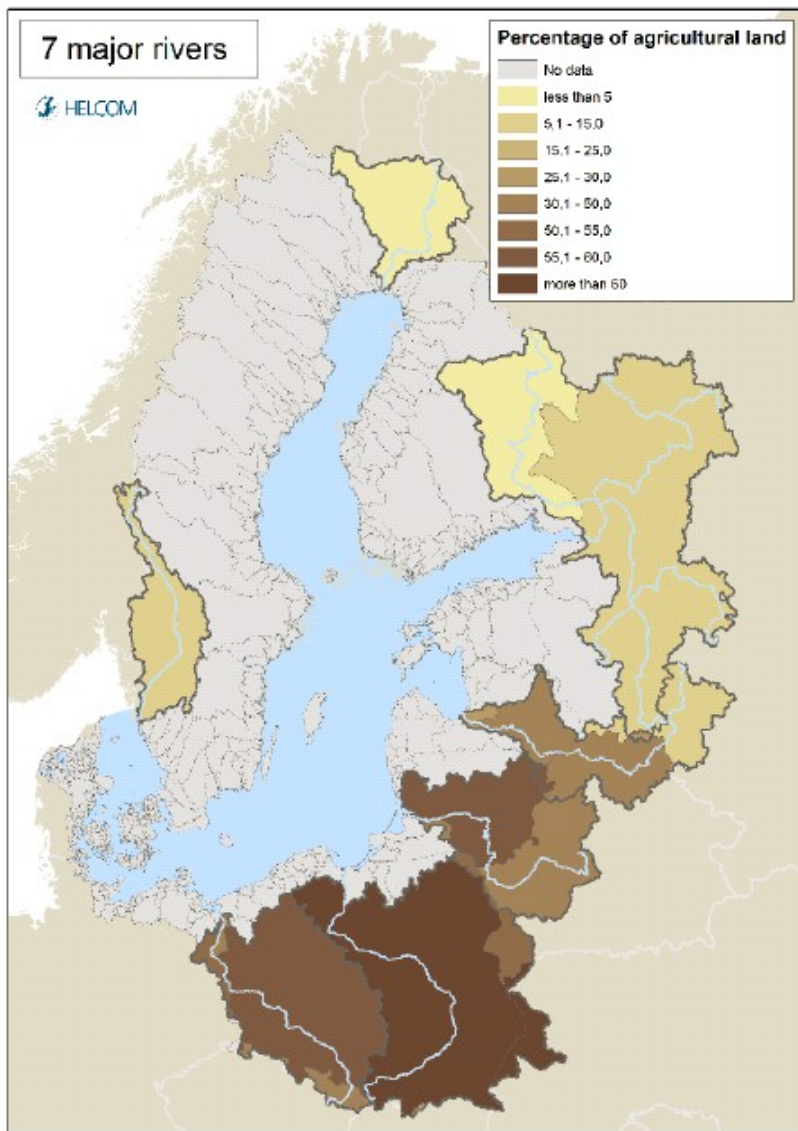 7 major rivers
HELCOM
Percentage of agricultural land
No data
less than 5
5,1 - 15,0
15,1 - 25,0
25,1 - 30,0
30,1 - 50,0
50,1 - 55,0
55,1 - 60,0
more than 60